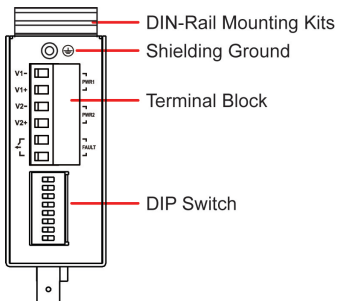 DIN-Rail Mounting Kits
Shielding Ground
V1-
V1+
PWR1
Terminal Block
V2-
V2+
PWR2
FAULT
DIP Switch